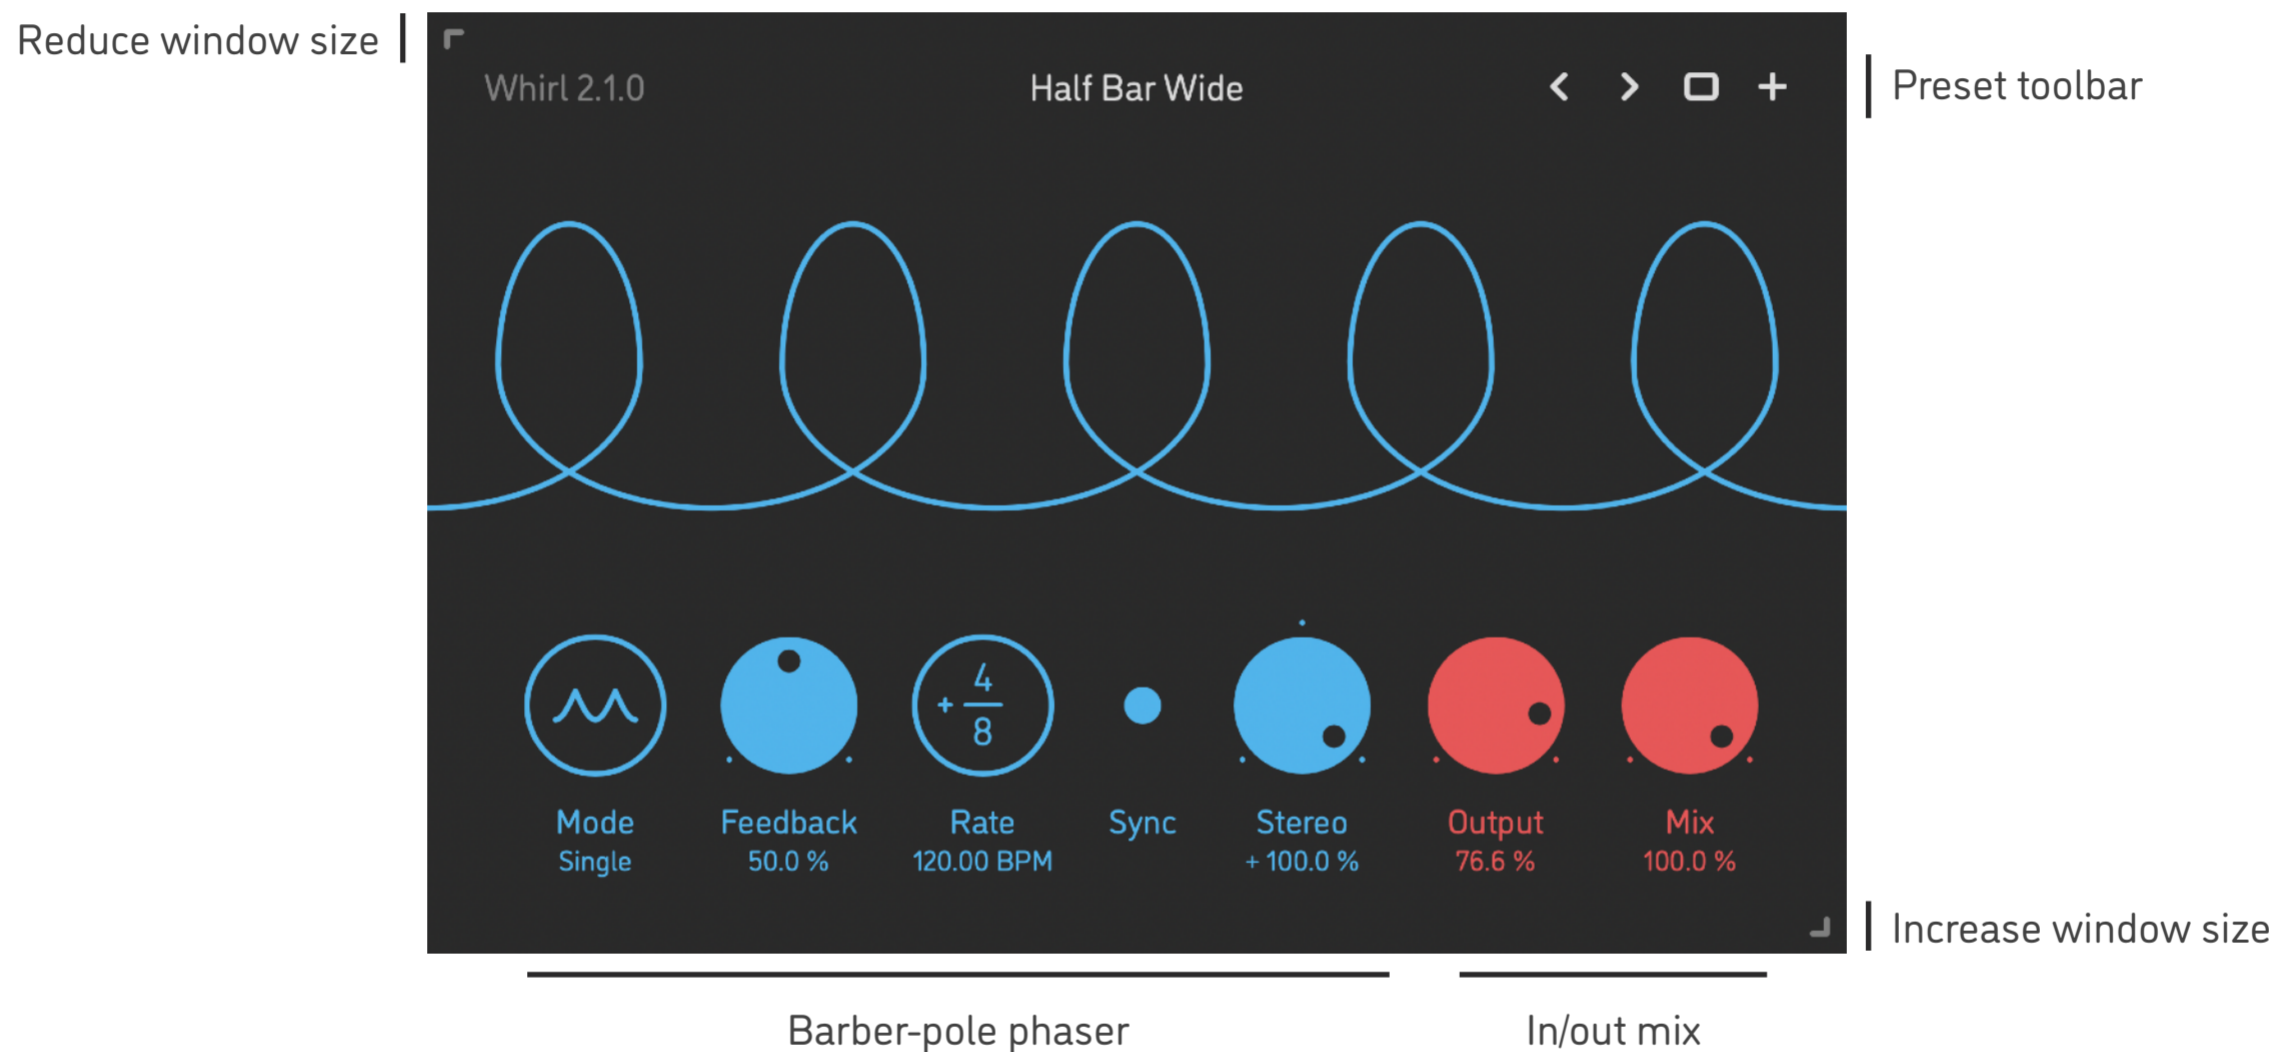 Reduce window size
Whirl 2.1.0
Half Bar Wide
Preset toolbar
+ 4/8
Mode
Feedback
Rate
Sync
Stereo
Output
Mix
Single
50.0 %
120.00 BPM
+ 100.0 %
76.6 %
100.0 %
Increase window size
Barber-pole phaser
In/out mix